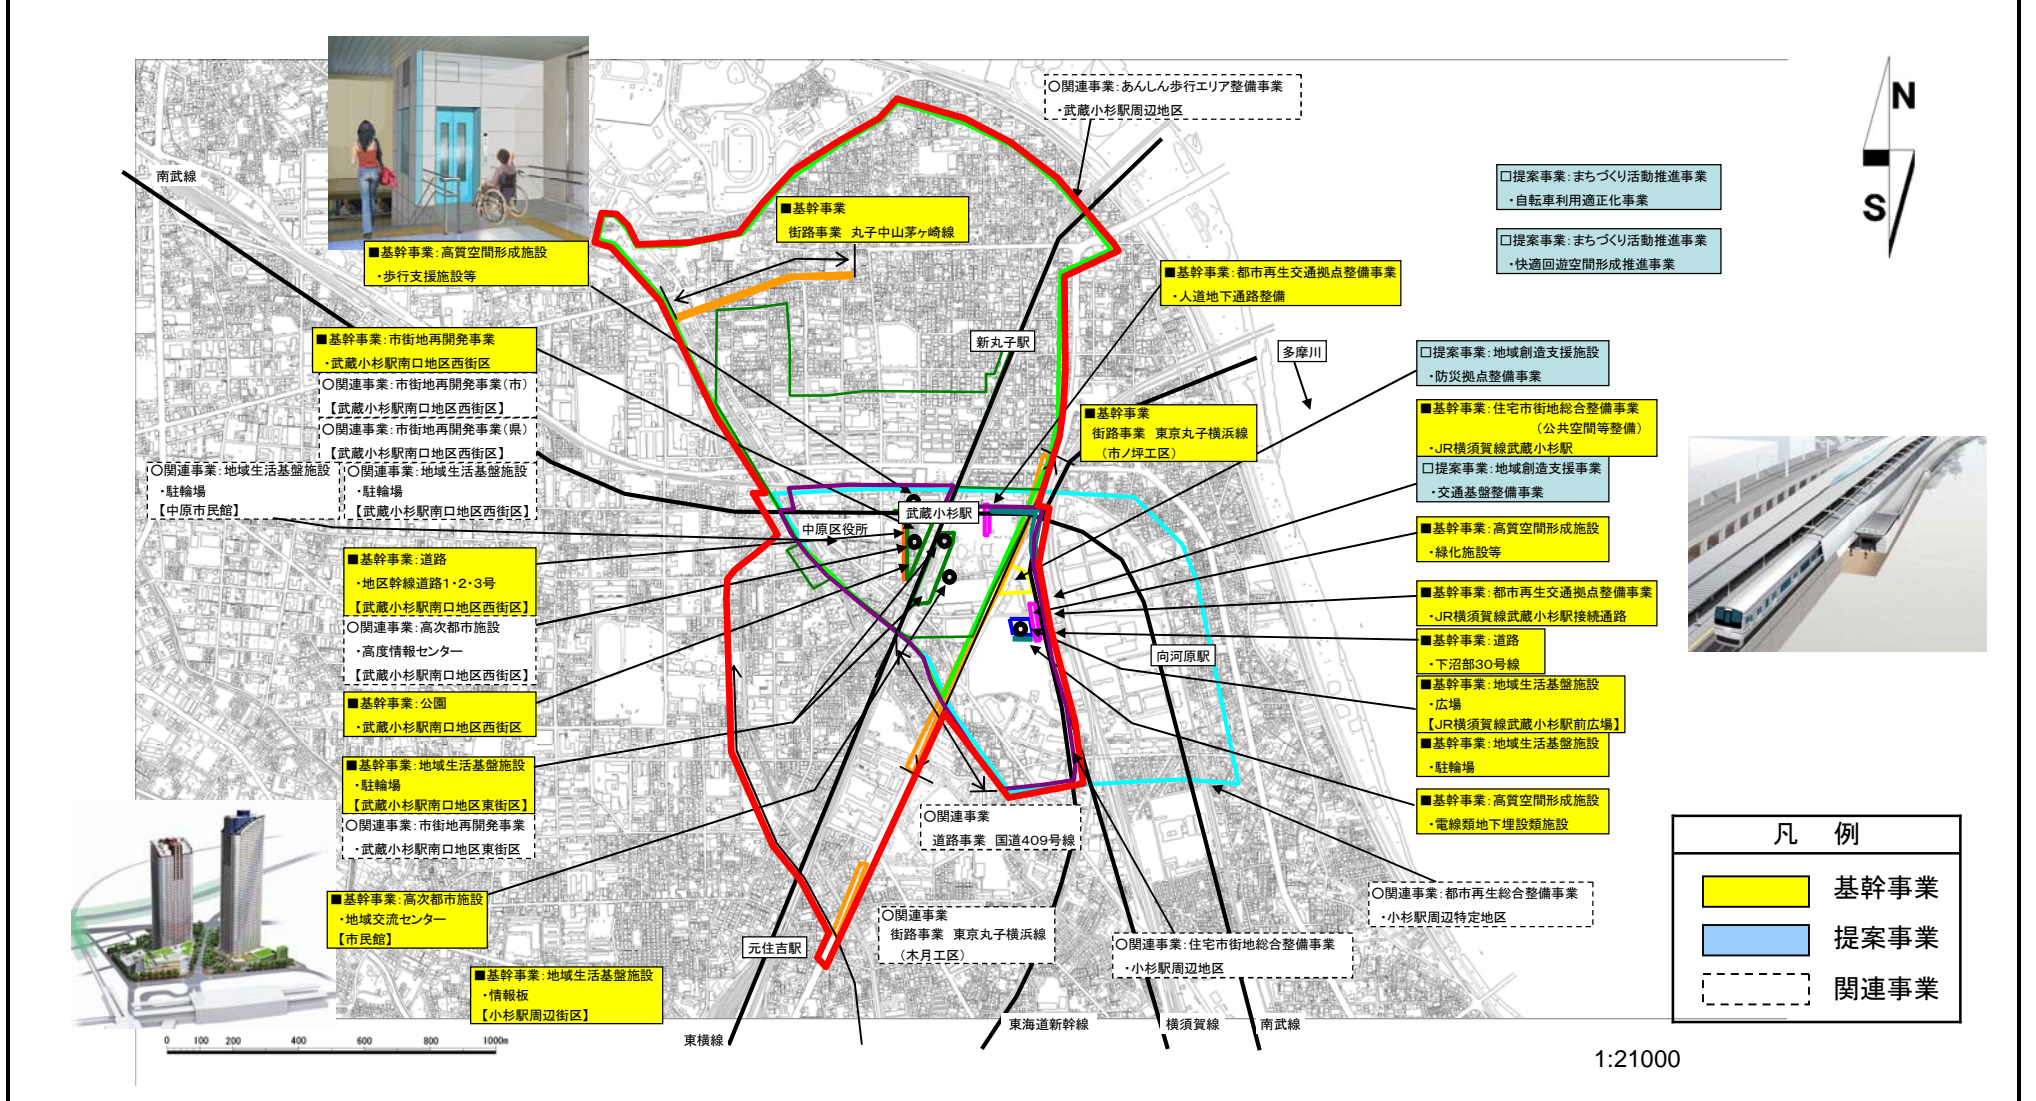 ○関連事業：あんしん歩行エリア整備事業
・武蔵小杉駅周辺地区
N
S
南武線
□提案事業：まちづくり活動推進事業
・自転車利用適正化事業
□提案事業：まちづくり活動推進事業
・快適回遊空間形成推進事業
■基幹事業
街路事業 丸子中山茅ヶ崎線
■基幹事業：高質空間形成施設
・歩行支援施設等
■基幹事業：都市再生交通拠点整備事業
・人道地下通路整備
■基幹事業：市街地再開発事業
・武蔵小杉駅南口地区西街区
○関連事業：市街地再開発事業（市）
【武蔵小杉駅南口地区西街区】
○関連事業：市街地再開発事業（県）
【武蔵小杉駅南口地区西街区】
新丸子駅
多摩川
□提案事業：地域創造支援施設
・防災拠点整備事業
■基幹事業：住宅市街地総合整備事業
（公共空間等整備）
・JR横須賀線武蔵小杉駅
□提案事業：地域創造支援事業
・交通基盤整備事業
■基幹事業
街路事業 東京丸子横浜線
（市ノ坪工区）
○関連事業：地域生活基盤施設
・駐輪場
【中原市民館】
○関連事業：地域生活基盤施設
・駐輪場
【武蔵小杉駅南口地区西街区】
武蔵小杉駅
中原区役所
■基幹事業：高質空間形成施設
・緑化施設等
■基幹事業：道路
・地区幹線道路1・2・3号
【武蔵小杉駅南口地区西街区】
■基幹事業：都市再生交通拠点整備事業
・JR横須賀線武蔵小杉駅接続通路
○関連事業：高次都市施設
・高度情報センター
【武蔵小杉駅南口地区西街区】
■基幹事業：道路
・下沼部30号線
向河原駅
■基幹事業：地域生活基盤施設
・広場
【JR横須賀線武蔵小杉駅前広場】
■基幹事業：公園
・武蔵小杉駅南口地区西街区
■基幹事業：地域生活基盤施設
・駐輪場
■基幹事業：地域生活基盤施設
・駐輪場
【武蔵小杉駅南口地区東街区】
■基幹事業：高質空間形成施設
・電線類地下埋設類施設
○関連事業：市街地再開発事業
・武蔵小杉駅南口地区東街区
○関連事業
道路事業 国道409号線
凡 例
基幹事業
提案事業
関連事業
■基幹事業：高次都市施設
・地域交流センター
【市民館】
○関連事業：都市再生総合整備事業
・小杉駅周辺特定地区
○関連事業
街路事業 東京丸子横浜線
（木月工区）
元住吉駅
○関連事業：住宅市街地総合整備事業
・小杉駅周辺地区
■基幹事業：地域生活基盤施設
・情報板
【小杉駅周辺街区】
東横線
東海道新幹線
横須賀線
南武線
0 100 200 400 600 800 1000m
1:21000